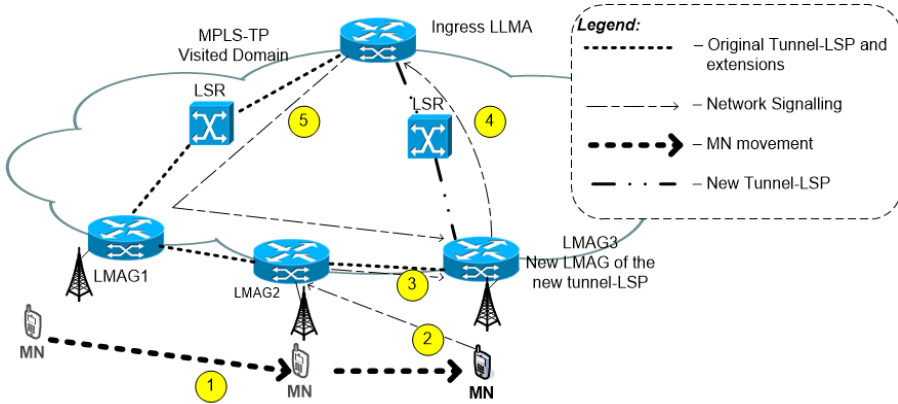 MPLS-TP
Visited Domain
Ingress LLMA
LSR
LSR
5
4
LMAG1
LMAG2
LMAG3
New LMAG of the
new tunnel-LSP
3
2
1
MN
MN
MN
Legend:
– Original Tunnel-LSP and
extensions
– Network Signalling
– MN movement
– New Tunnel-LSP